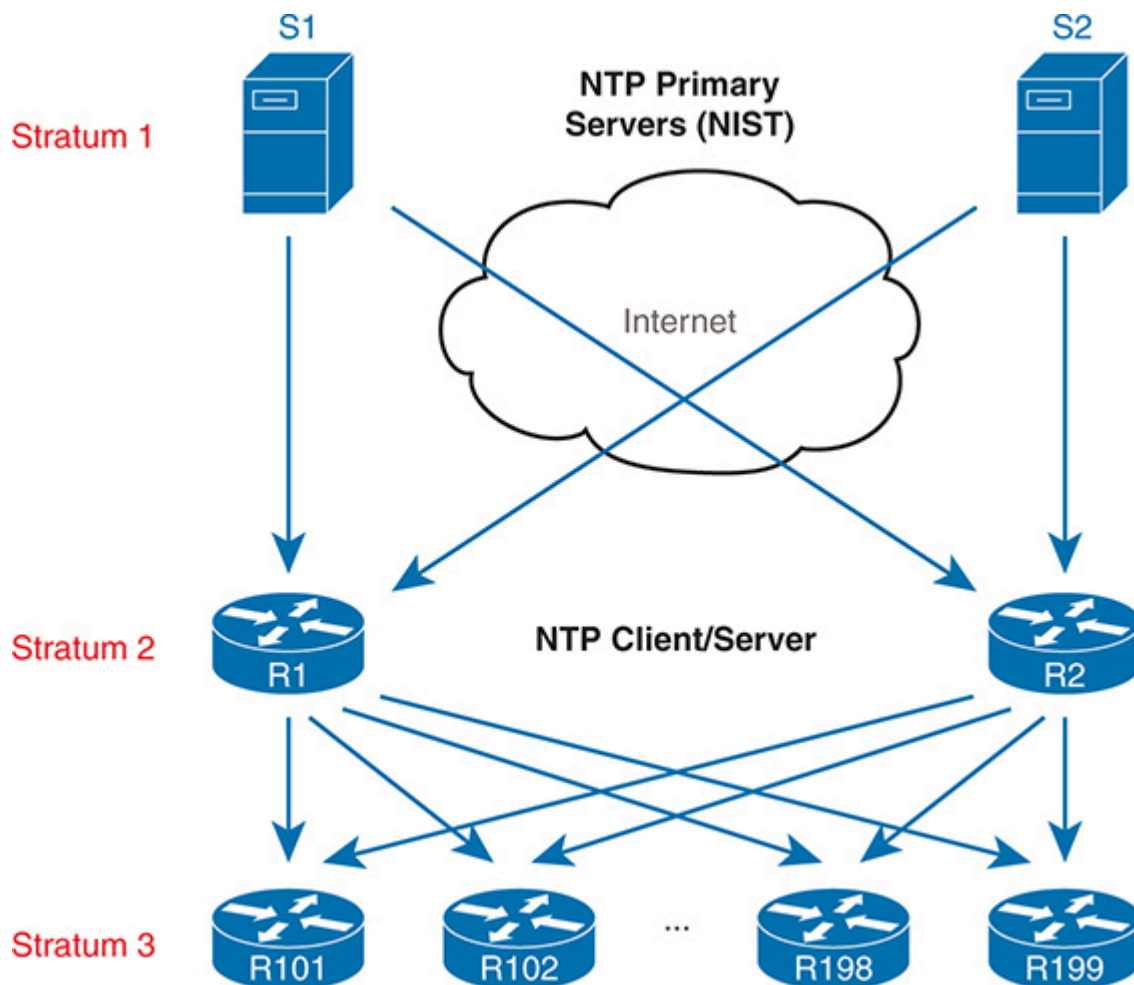 S1
S2
NTP Primary
Servers (NIST)
Stratum 1
Internet
Stratum 2
NTP Client/Server
R1
R2
Stratum 3
R101
R102
...
R198
R199